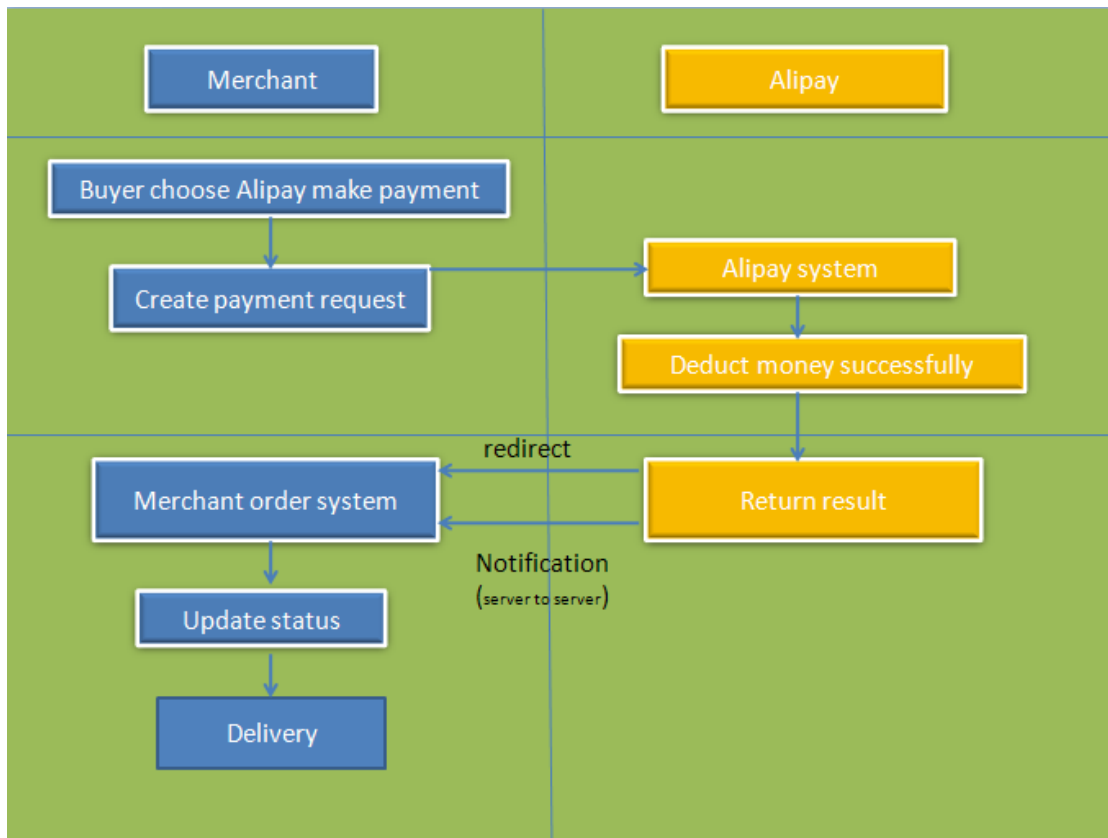 Merchant
Alipay
Buyer choose Alipay make payment
Create payment request
Alipay system
Deduct money successfully
redirect
Merchant order system
Return result
Notification
(server to server)
Update status
Delivery